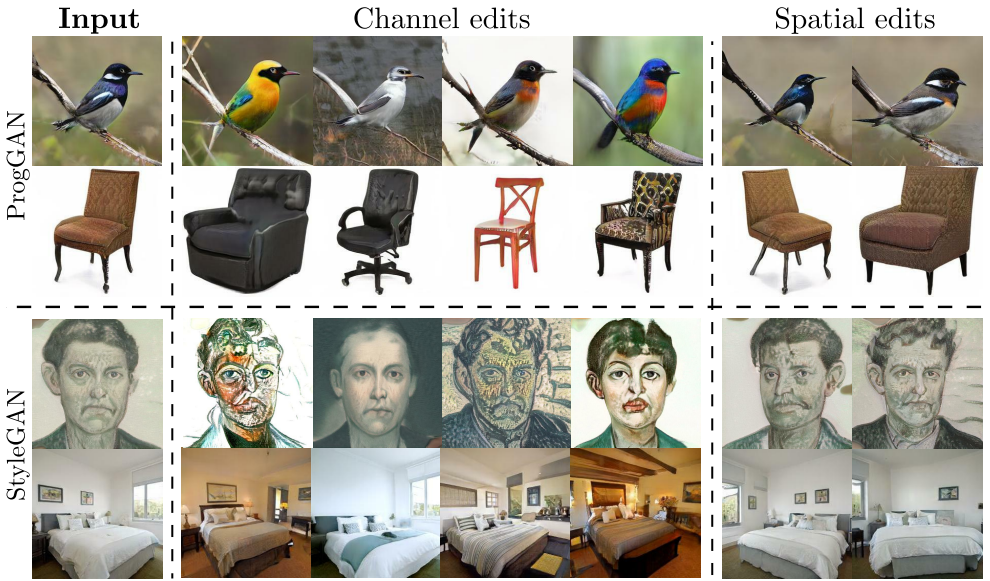 Input
Channel edits
Spatial edits
ProgGAN
StyleGAN